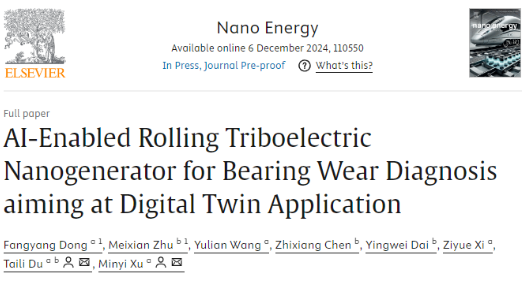 ELSEVIER
Nano Energy
Available online 6 December 2024, 110550
In Press, Journal Pre-proof What's this?
nano energy
Full paper
AI-Enabled Rolling Triboelectric
Nanogenerator for Bearing Wear Diagnosis
aiming at Digital Twin Application
Fangyang Dong a 1, Meixian Zhu b 1, Yulian Wang a, Zhixiang Chen b, Yingwei Dai b, Ziyue Xi a,
Taili Du a b, Minyi Xu a